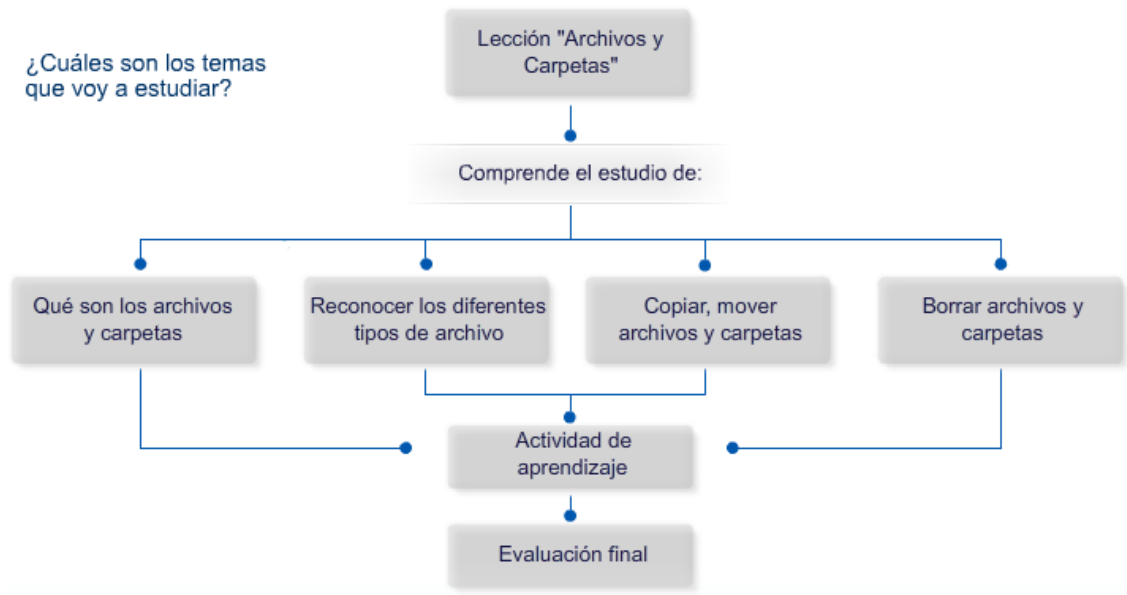 ¿Cuáles son los temas
que voy a estudiar?
Lección "Archivos y
Carpetas"
Comprende el estudio de:
Qué son los archivos
y carpetas
Reconocer los diferentes
tipos de archivo
Copiar, mover
archivos y carpetas
Borrar archivos y
carpetas
Actividad de
aprendizaje
Evaluación final